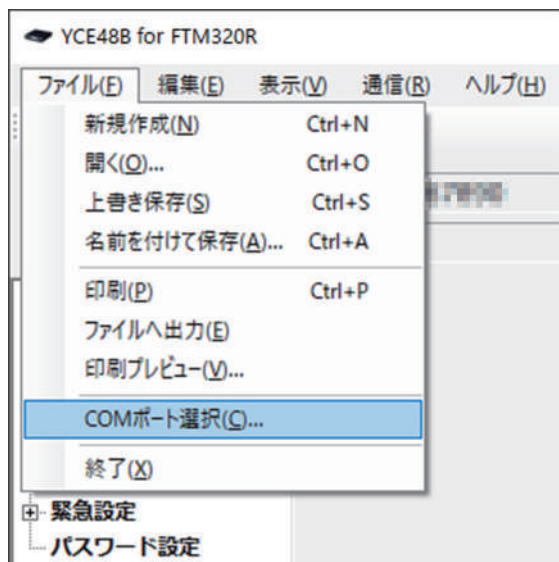 YCE48B for FTM320R
ファイル(F) 編集(E) 表示(V) 通信(R) ヘルプ(H)
新規作成(N) Ctrl+N
開く(O)... Ctrl+O
上書き保存(S) Ctrl+S
名前を付けて保存(A)... Ctrl+A
印刷(P) Ctrl+P
ファイルへ出力(E)
印刷プレビュー(V)...
COMポート選択(C)...
終了(X)
緊急設定
パスワード設定